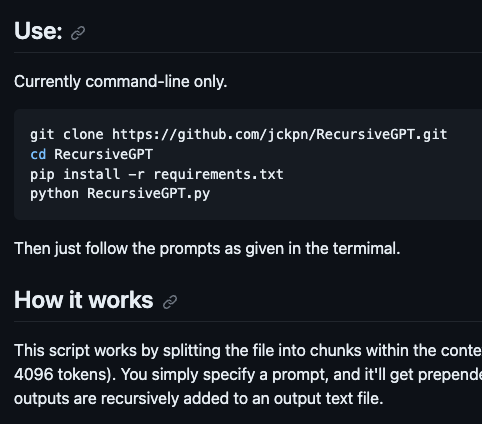 Use:
Currently command-line only.
git clone https://github.com/jckpn/RecursiveGPT.git
cd RecursiveGPT
pip install -r requirements.txt
python RecursiveGPT.py
Then just follow the prompts as given in the termimal.
How it works
This script works by splitting the file into chunks within the
4096 tokens). You simply specify a prompt, and it'll get
outputs are recursively added to an output text file.